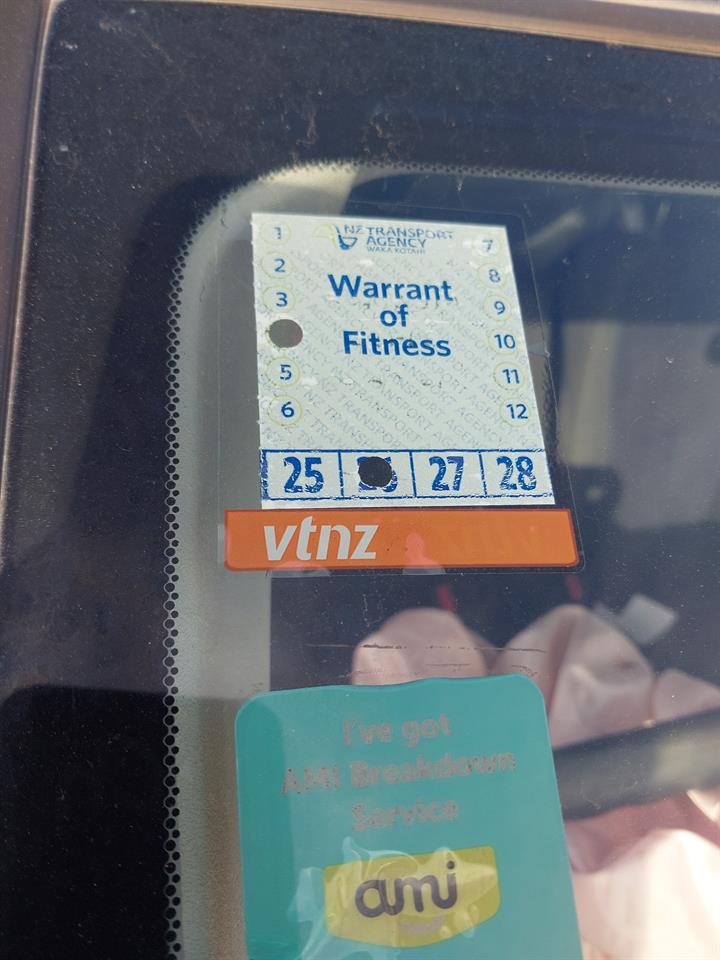 1
NZ TRANSPORT
AGENCY
WAKA KOTAHI
7
2
8
Warrant
of
Fitness
3
9
10
5
11
6
12
25
27
28
vtnz
I've got
AMI Breakdown
Service
ami